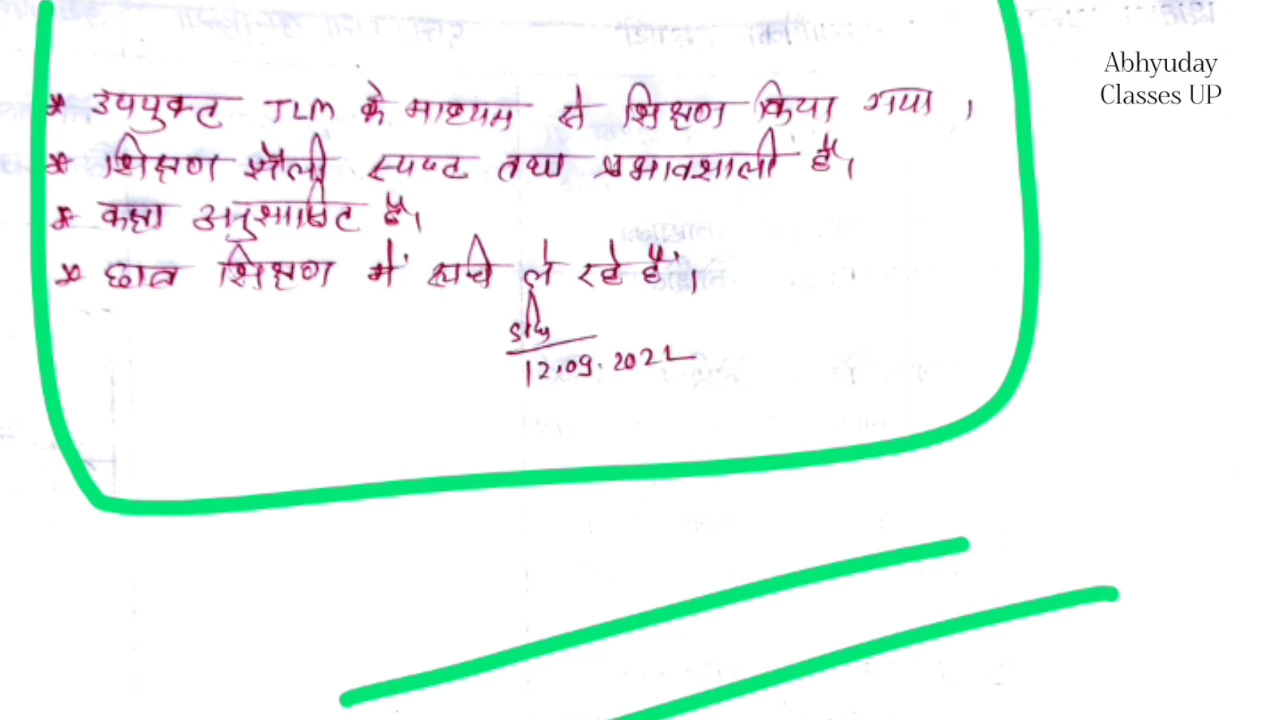 Abhyuday
Classes UP
* उपयुक्ट TLM के माध्यम से शिक्षण किया गया ।
* शिक्षण शैली स्पष्ट तथा प्रभावशाली है।
* कक्षा अनुशासित है।
* छात्र शिक्षण में रूचि ले रहे हैं।
12.09.2021